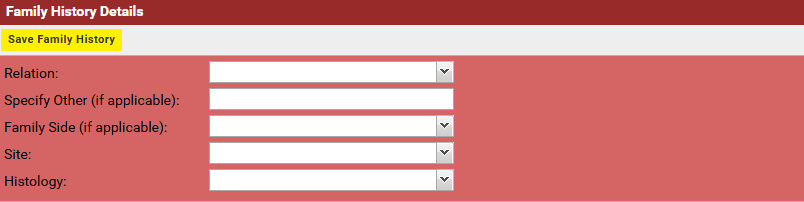 Family History Details
Save Family History
Relation:
Specify Other (if applicable):
Family Side (if applicable):
Site:
Histology: